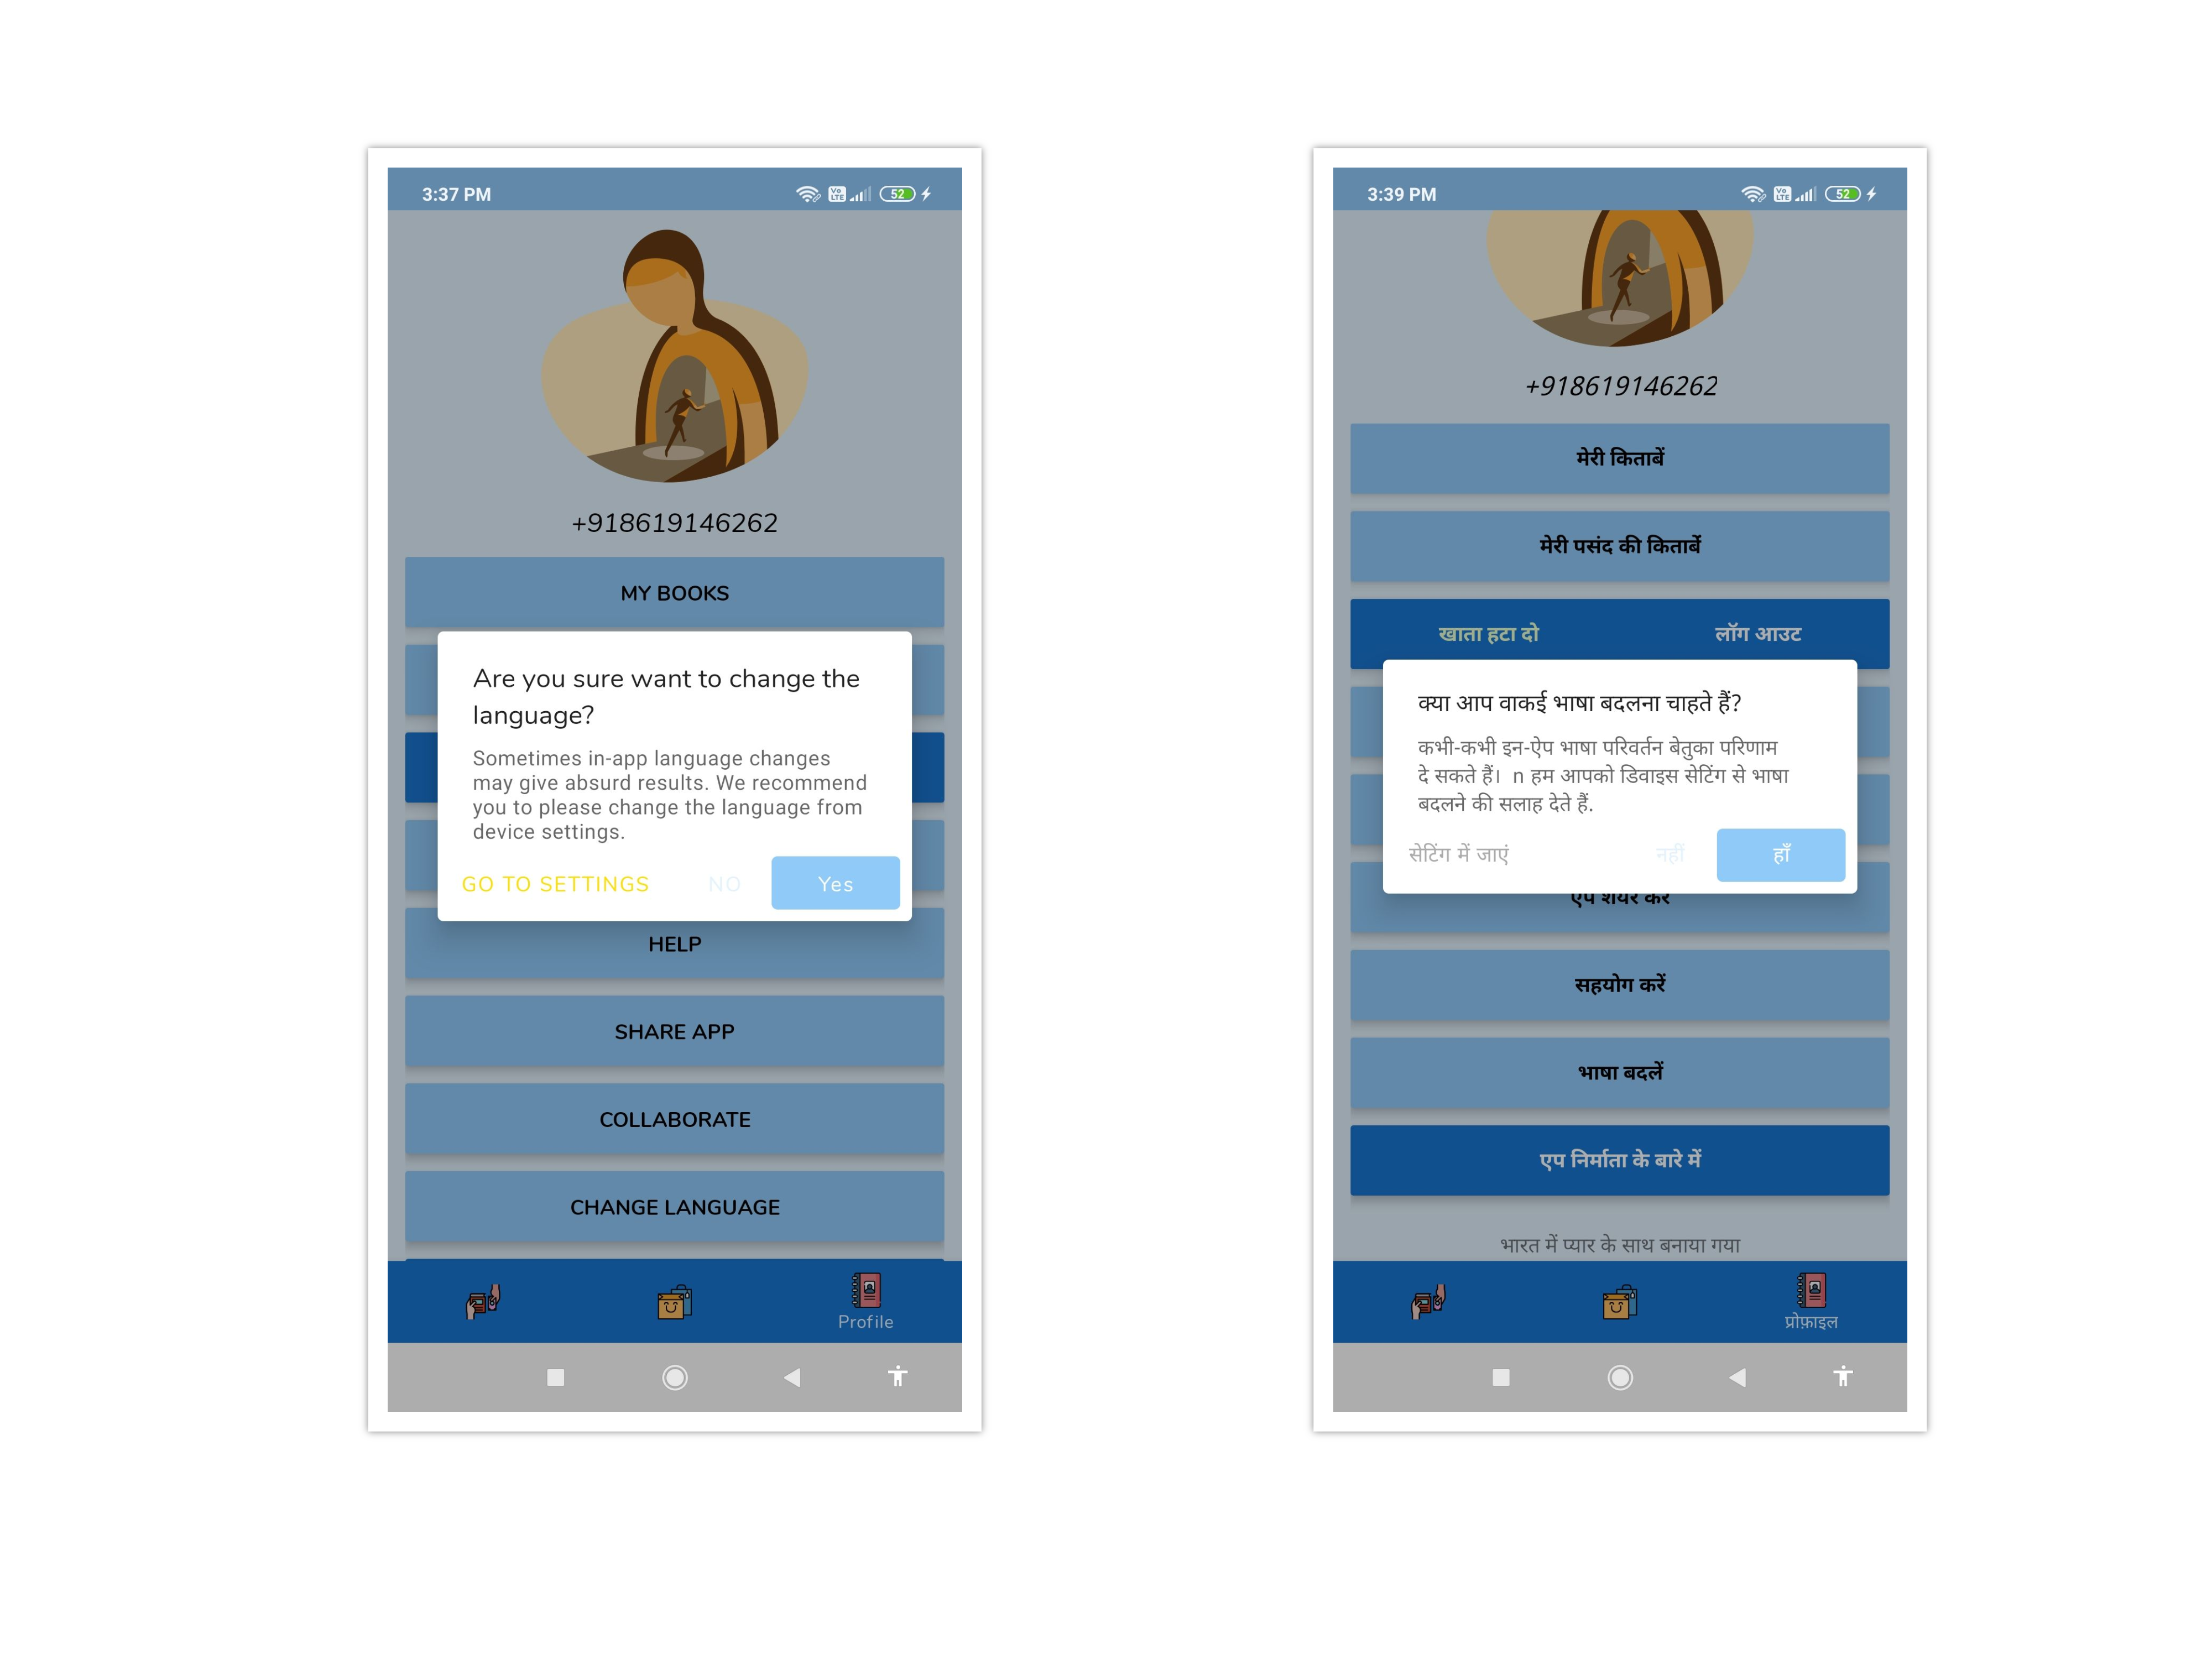 3:37 PM
Vo LTE
52
+918619146262
MY BOOKS
Are you sure want to change the
language?
Sometimes in-app language changes
may give absurd results. We recommend
you to please change the language from
device settings.
GO TO SETTINGS
NO
Yes
HELP
SHARE APP
COLLABORATE
CHANGE LANGUAGE
Profile
3:39 PM
Vo LTE
52
+918619146262
मेरी किताबें
मेरी पसंद की किताबें
खाता हटा दो
लॉग आउट
क्या आप वाकई भाषा बदलना चाहते हैं?
कभी-कभी इन-ऐप भाषा परिवर्तन बेतुका परिणाम
दे सकते हैं। n हम आपको डिवाइस सेटिंग से भाषा
बदलने की सलाह देते हैं.
सेटिंग में जाएं
नहीं
हाँ
एप शेयर करें
सहयोग करें
भाषा बदलें
एप निर्माता के बारे में
भारत में प्यार के साथ बनाया गया
प्रोफ़ाइल